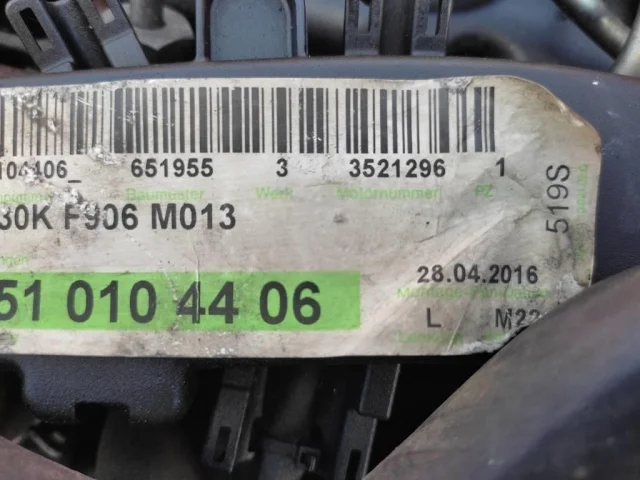 104406_ 651955 3 3521296 1
Baumuster Werk Motornummer PZ
30K F906 M013
519S
51 010 44 06
28.04.2016
L M22